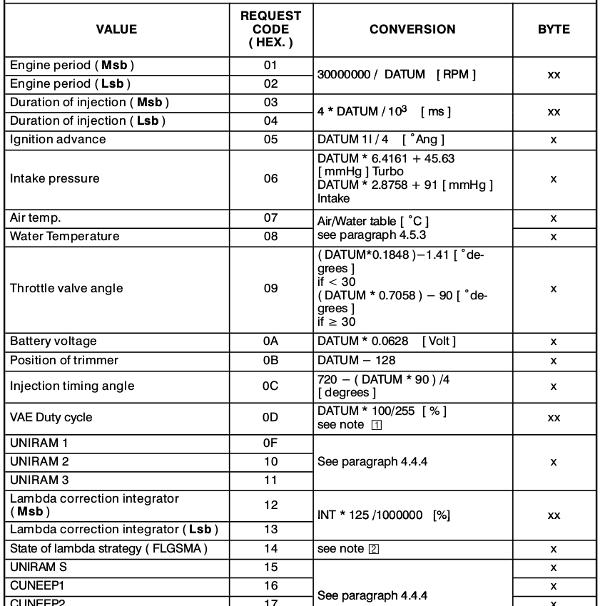 VALUE
REQUEST
CODE
( HEX. )
CONVERSION
BYTE
Engine period ( Msb )
01
30000000 / DATUM [ RPM ]
xx
Engine period ( Lsb )
02
Duration of injection ( Msb )
03
4 * DATUM / 10³ [ ms ]
xx
Duration of injection ( Lsb )
04
Ignition advance
05
DATUM 1I / 4 [ ˚Ang ]
x
Intake pressure
06
DATUM * 6.4161 + 45.63
[ mmHg ] Turbo
DATUM * 2.8758 + 91 [ mmHg ]
Intake
x
Air temp.
07
Air/Water table [ ˚C ]
see paragraph 4.5.3
x
Water Temperature
08
x
Throttle valve angle
09
( DATUM*0.1848 ) −1.41 [ ˚de-
grees ]
if < 30
( DATUM * 0.7058 ) − 90 [ ˚de-
grees ]
if ≥ 30
x
Battery voltage
0A
DATUM * 0.0628 [ Volt ]
x
Position of trimmer
0B
DATUM − 128
x
Injection timing angle
0C
720 − ( DATUM * 90 ) /4
[ degrees ]
x
VAE Duty cycle
0D
DATUM * 100/255 [ % ]
see note 1
xx
UNIRAM 1
0F
See paragraph 4.4.4
x
UNIRAM 2
10
UNIRAM 3
11
Lambda correction integrator
( Msb )
12
INT * 125 /1000000 [%]
xx
Lambda correction integrator ( Lsb )
13
State of lambda strategy ( FLGSMA )
14
see note 2
x
UNIRAM S
15
See paragraph 4.4.4
x
CUNEEP1
16
x
CUNEEP2
17
x